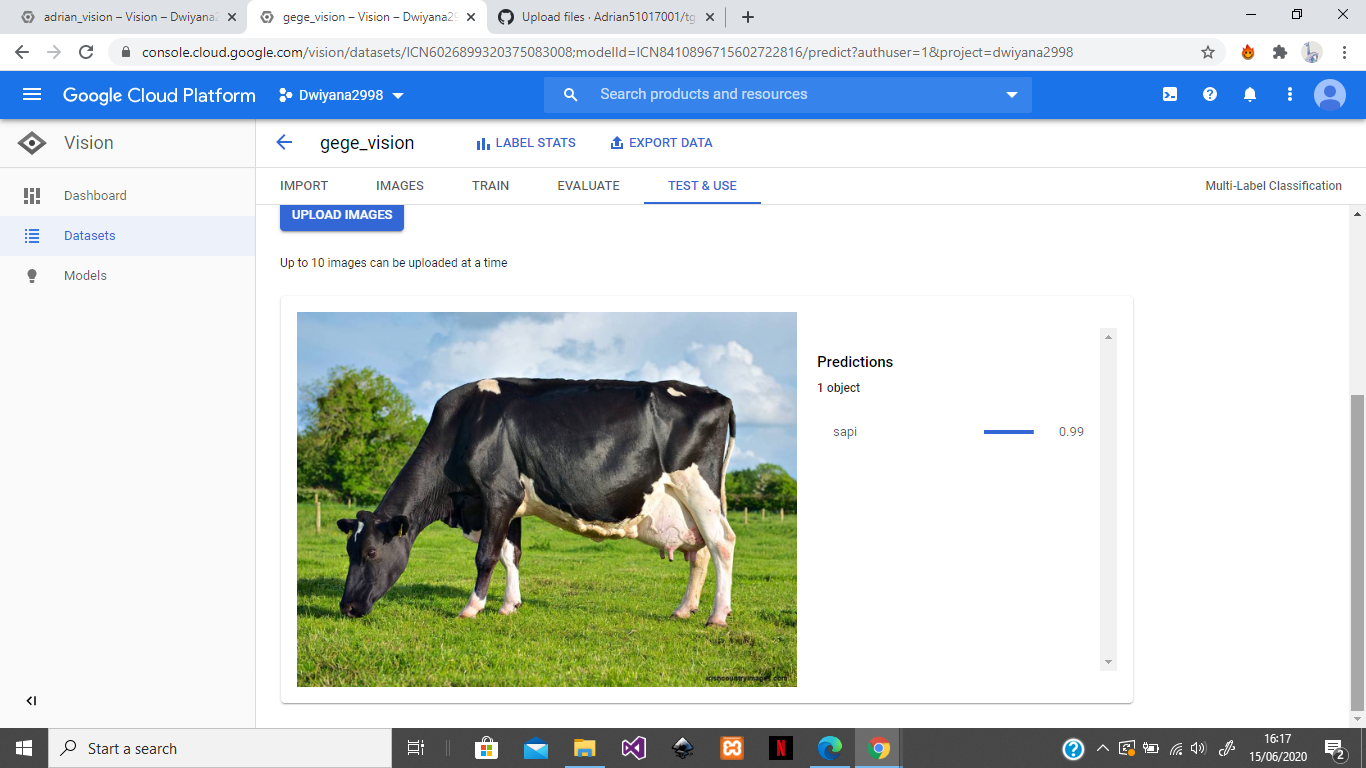 adrian_vision – Vision – Dwiyana2
gege_vision – Vision – Dwiyana29
Upload files · Adrian51017001/tg
console.cloud.google.com/vision/datasets/ICN6026899320375083008;modelId=ICN8410896715602722816/predict?authuser=1&project=dwiyana2998
Google Cloud Platform
Dwiyana2998
Search products and resources
Vision
gege_vision
LABEL STATS
EXPORT DATA
IMPORT
IMAGES
TRAIN
EVALUATE
TEST & USE
Multi-Label Classification
Dashboard
Datasets
Models
UPLOAD IMAGES
Up to 10 images can be uploaded at a time
Predictions
1 object
sapi
0.99
Start a search
16:17
15/06/2020
2